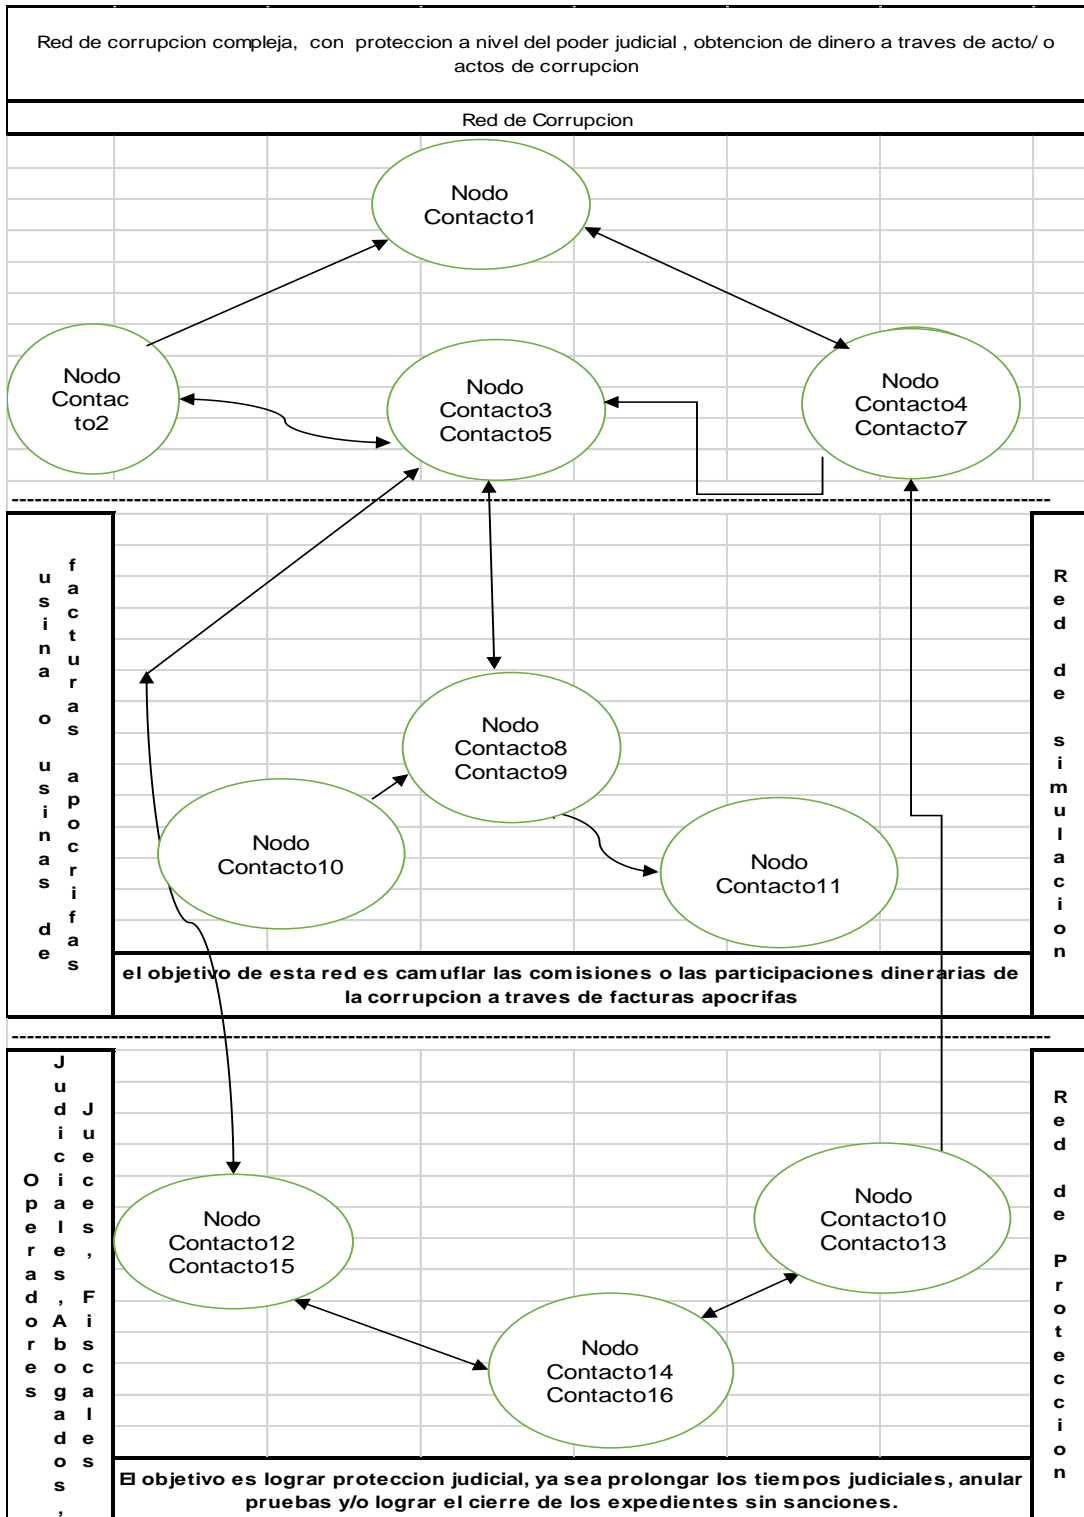 Red de corrupcion compleja, con proteccion a nivel del poder judicial , obtencion de dinero a traves de acto/ o
actos de corrupcion
Red de Corrupcion
Nodo
Contacto1
Nodo
Contac
to2
Nodo
Contacto3
Contacto5
Nodo
Contacto4
Contacto7
usina o usinas de
facturas apocrifas
Red de simulacion
Nodo
Contacto8
Contacto9
Nodo
Contacto10
Nodo
Contacto11
el objetivo de esta red es camuflar las comisiones o las participaciones dinerarias de
la corrupcion a traves de facturas apocrifas
Operadores
Judiciales,Abogados,
Jueces, Fiscales
Red de Proteccion
Nodo
Contacto12
Contacto15
Nodo
Contacto10
Contacto13
Nodo
Contacto14
Contacto16
El objetivo es lograr proteccion judicial, ya sea prolongar los tiempos judiciales, anular
pruebas y/o lograr el cierre de los expedientes sin sanciones.